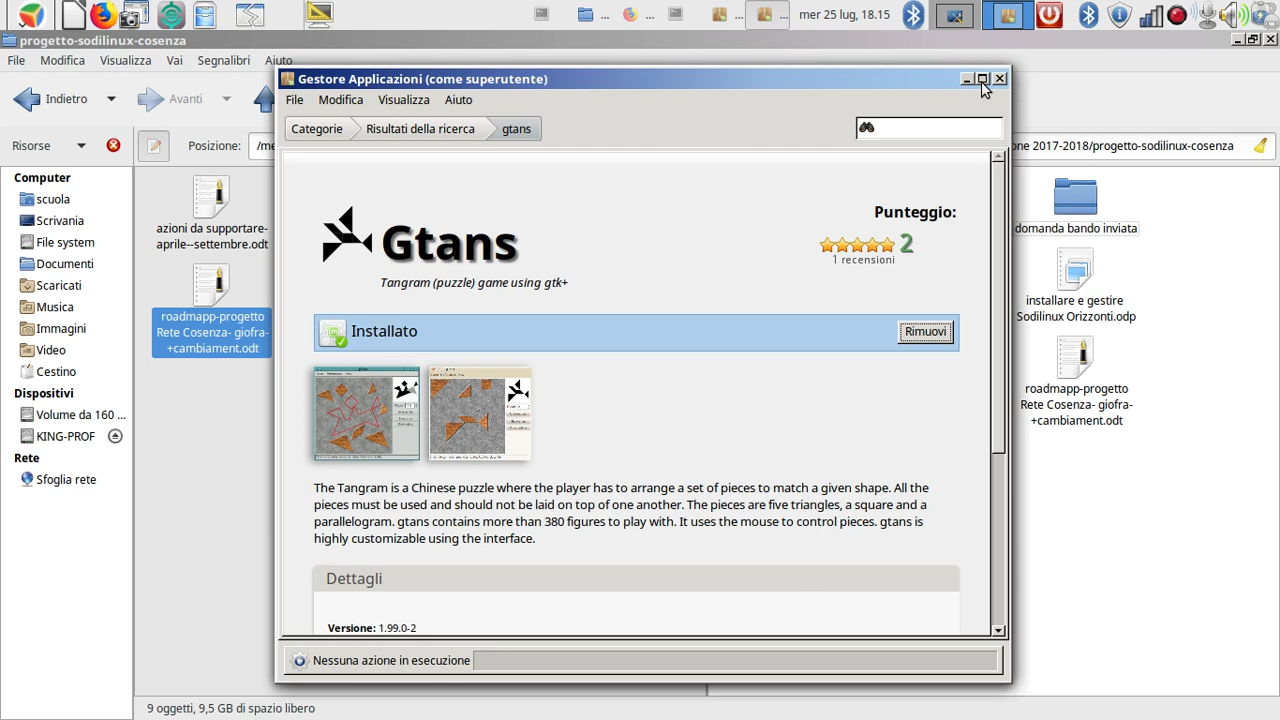 mer 25 lug, 18.15
progetto-sodilinux-cosenza
File Modifica Visualizza Vai Segnalibri Aiuto
Indietro Avanti
Risorse Posizione: /me
one 2017-2018/progetto-sodilinux-cosenza
Computer
scuola
Scrivania
File system
Documenti
Scaricati
Musica
Immagini
Video
Cestino
Dispositivi
Volume da 160 ...
KING-PROF
Rete
Sfoglia rete
azioni da supportare-
aprile--settembre.odt
roadmapp-progetto
Rete Cosenza- giofra-
+cambiament.odt
Gestore Applicazioni (come superutente)
File Modifica Visualizza Aiuto
Categorie Risultati della ricerca gtans
Gtans
Tangram (puzzle) game using gtk+
Punteggio:
2
1 recensioni
Installato
Rimuovi
The Tangram is a Chinese puzzle where the player has to arrange a set of pieces to match a given shape. All the
pieces must be used and should not be laid on top of one another. The pieces are five triangles, a square and a
parallelogram. gtans contains more than 380 figures to play with. It uses the mouse to control pieces. gtans is
highly customizable using the interface.
Dettagli
Versione: 1.99.0-2
Nessuna azione in esecuzione
domanda bando inviata
installare e gestire
Sodilinux Orizzonti.odp
roadmapp-progetto
Rete Cosenza- giofra-
+cambiament.odt
9 oggetti, 9,5 GB di spazio libero